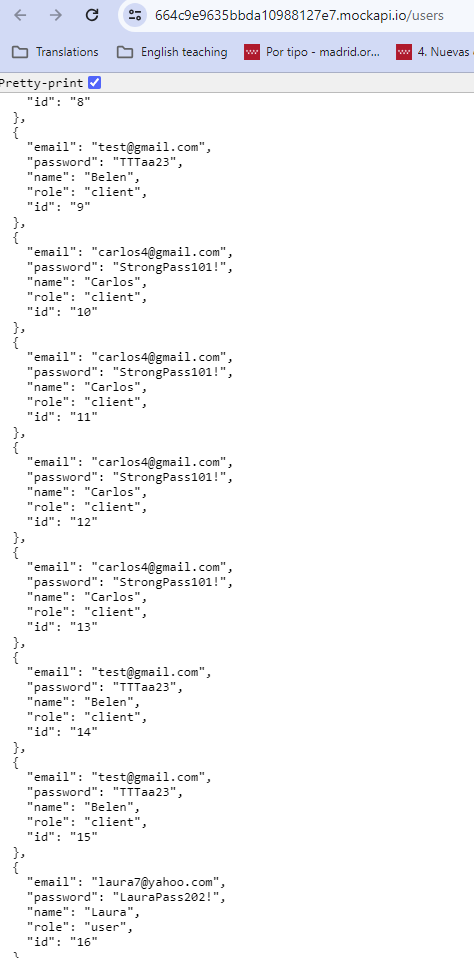 664c9e9635bbda10988127e7.mockapi.io/users
Translations English teaching Por tipo - madrid.or... 4. Nuevas
Pretty-print
"id": "8"
},
{
"email": "test@gmail.com",
"password": "TTTaa23",
"name": "Belen",
"role": "client",
"id": "9"
},
{
"email": "carlos4@gmail.com",
"password": "StrongPass101!",
"name": "Carlos",
"role": "client",
"id": "10"
},
{
"email": "carlos4@gmail.com",
"password": "StrongPass101!",
"name": "Carlos",
"role": "client",
"id": "11"
},
{
"email": "carlos4@gmail.com",
"password": "StrongPass101!",
"name": "Carlos",
"role": "client",
"id": "12"
},
{
"email": "carlos4@gmail.com",
"password": "StrongPass101!",
"name": "Carlos",
"role": "client",
"id": "13"
},
{
"email": "test@gmail.com",
"password": "TTTaa23",
"name": "Belen",
"role": "client",
"id": "14"
},
{
"email": "test@gmail.com",
"password": "TTTaa23",
"name": "Belen",
"role": "client",
"id": "15"
},
{
"email": "laura7@yahoo.com",
"password": "LauraPass202!",
"name": "Laura",
"role": "user",
"id": "16"
}